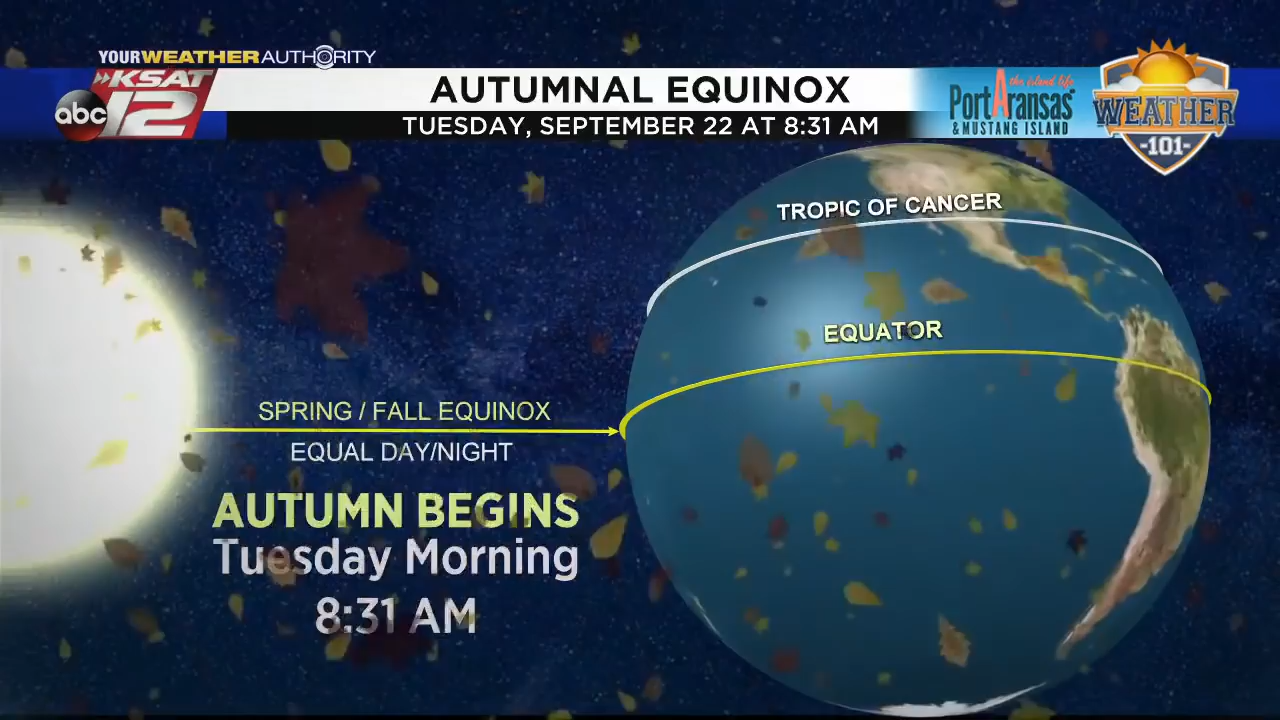 YOUR WEATHER AUTHORITY
KSAT
abc 12
AUTUMNAL EQUINOX
TUESDAY, SEPTEMBER 22 AT 8:31 AM
the island life
Port Aransas
& MUSTANG ISLAND
WEATHER
-101-
TROPIC OF CANCER
EQUATOR
SPRING / FALL EQUINOX
EQUAL DAY/NIGHT
AUTUMN BEGINS
Tuesday Morning
8:31 AM